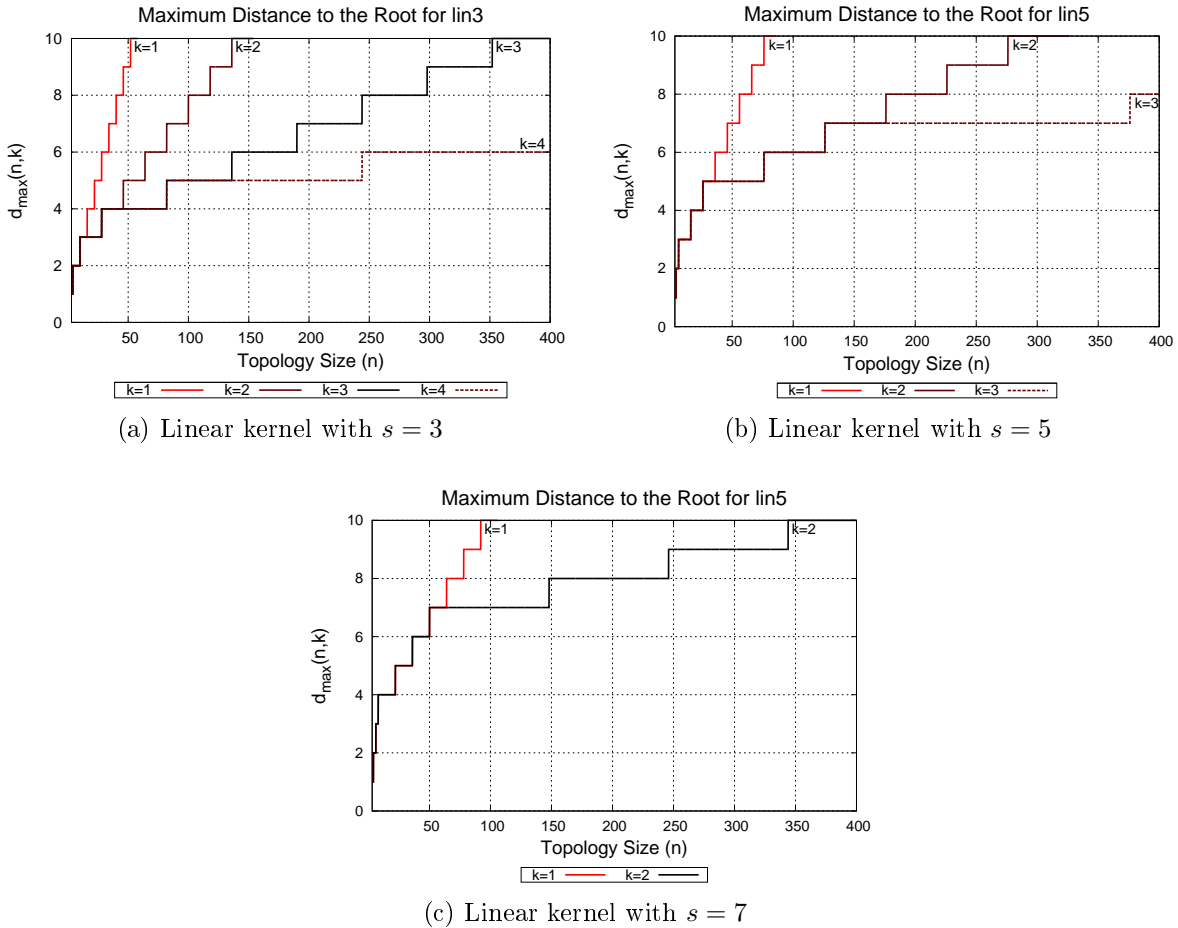 Maximum Distance to the Root for lin3
10
8
6
4
2
0
d_max(n,k)
k=1
k=2
k=3
k=4
50 100 150 200 250 300 350 400
Topology Size (n)
k=1 k=2 k=3 k=4
(a) Linear kernel with s = 3
Maximum Distance to the Root for lin5
10
8
6
4
2
0
d_max(n,k)
k=1
k=2
k=3
50 100 150 200 250 300 350 400
Topology Size (n)
k=1 k=2 k=3
(b) Linear kernel with s = 5
Maximum Distance to the Root for lin5
10
8
6
4
2
0
d_max(n,k)
k=1
k=2
50 100 150 200 250 300 350 400
Topology Size (n)
k=1 k=2
(c) Linear kernel with s = 7